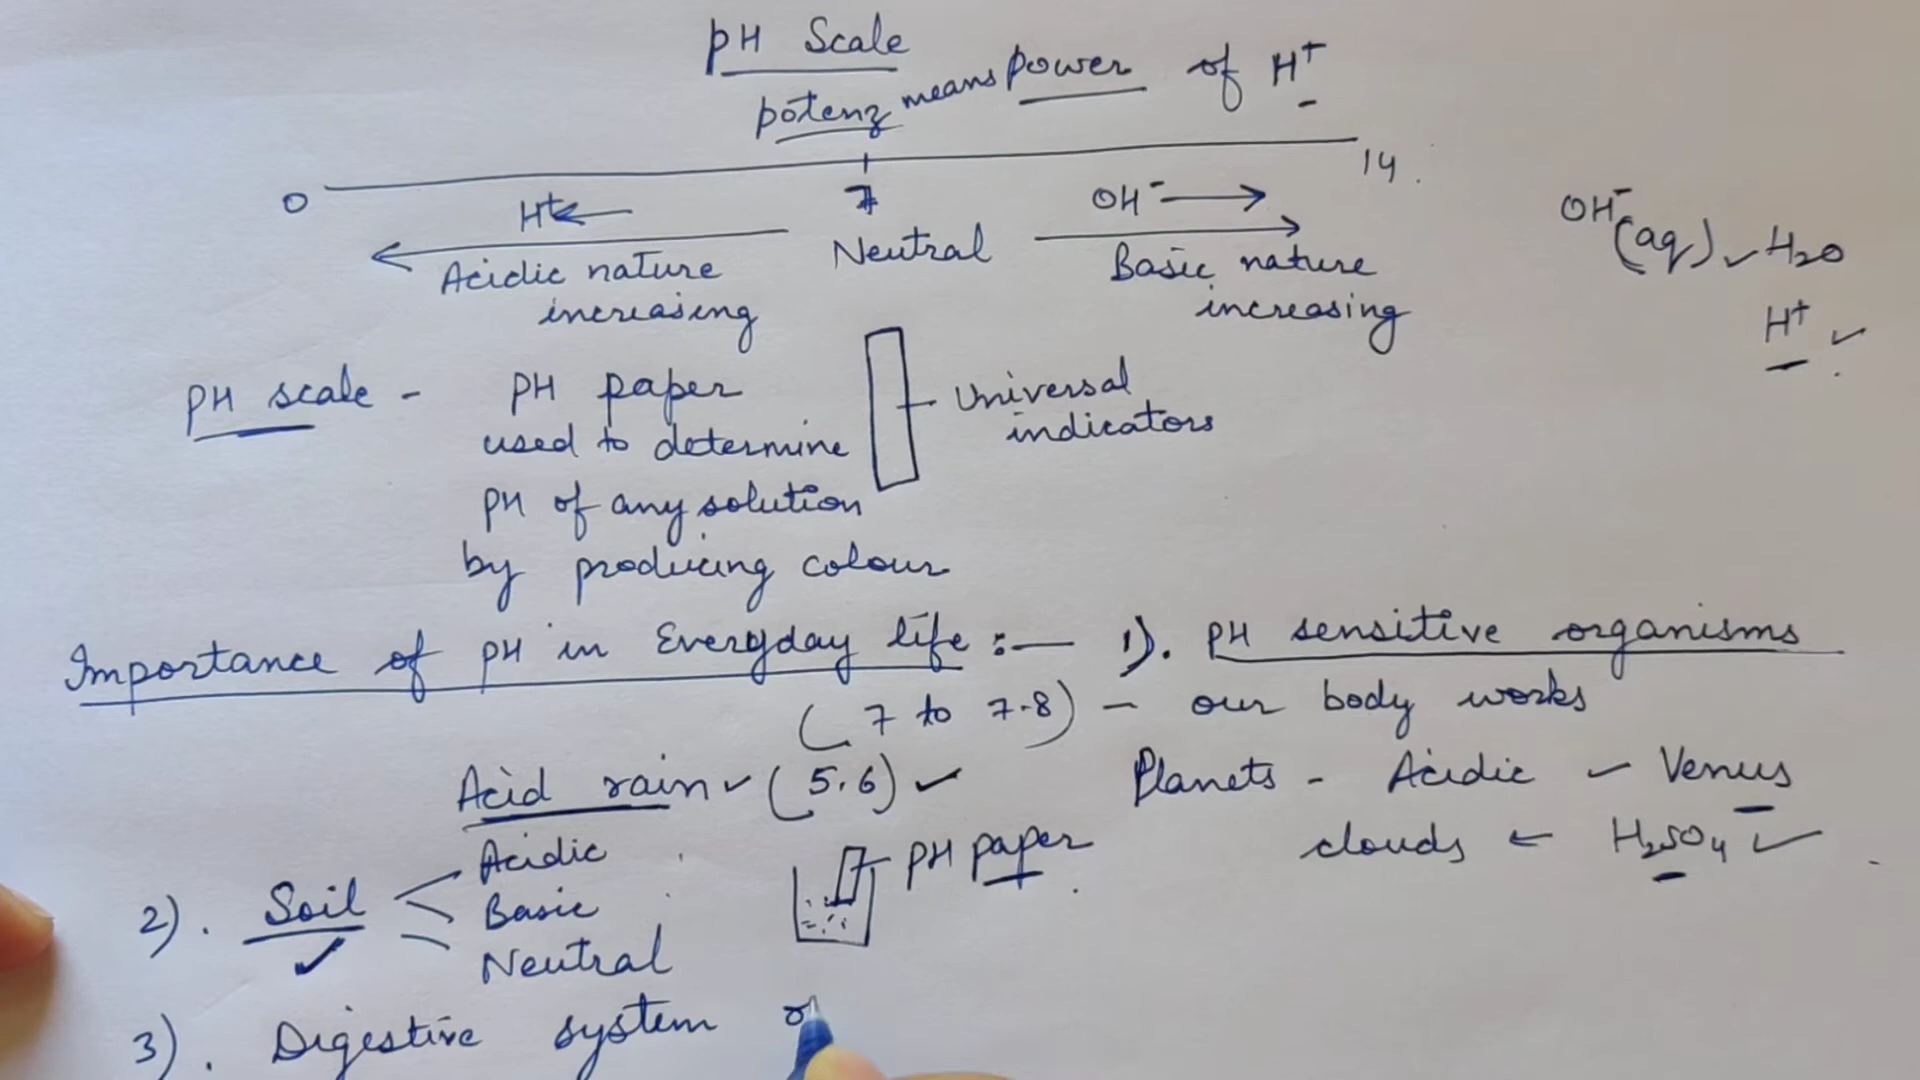 pH Scale
potenz means power of H⁺
0 7 14.
H⁺ ← OH⁻ →
Acidic nature increasing Neutral Basic nature increasing
OH⁻(aq) ✓ H₂O
H⁺ ✓
pH scale - pH paper
used to determine
pH of any solution
by producing colour
Universal
indicators
Importance of pH in Everyday life :— 1). pH sensitive organisms
(7 to 7.8) - our body works
Acid rain ✓ (5.6) ✓ Planets - Acidic - Venus
clouds ← H₂SO₄ ✓
2). Soil ✓
Acidic
Basic
Neutral
pH paper
3). Digestive system